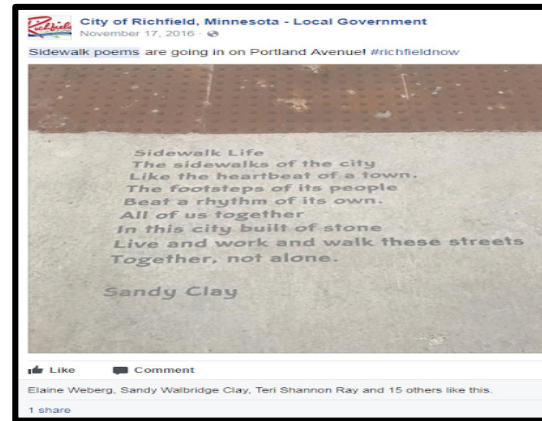 Richfield
City of Richfield, Minnesota - Local Government
November 17, 2016 ·
Sidewalk poems are going in on Portland Avenue! #richfieldnow
Sidewalk Life
The sidewalks of the city
Like the heartbeat of a town.
The footsteps of its people
Beat a rhythm of its own.
All of us together
In this city built of stone
Live and work and walk these streets
Together, not alone.
Sandy Clay
Like Comment
Elaine Weberg, Sandy Walbridge Clay, Teri Shannon Ray and 15 others like this.
1 share